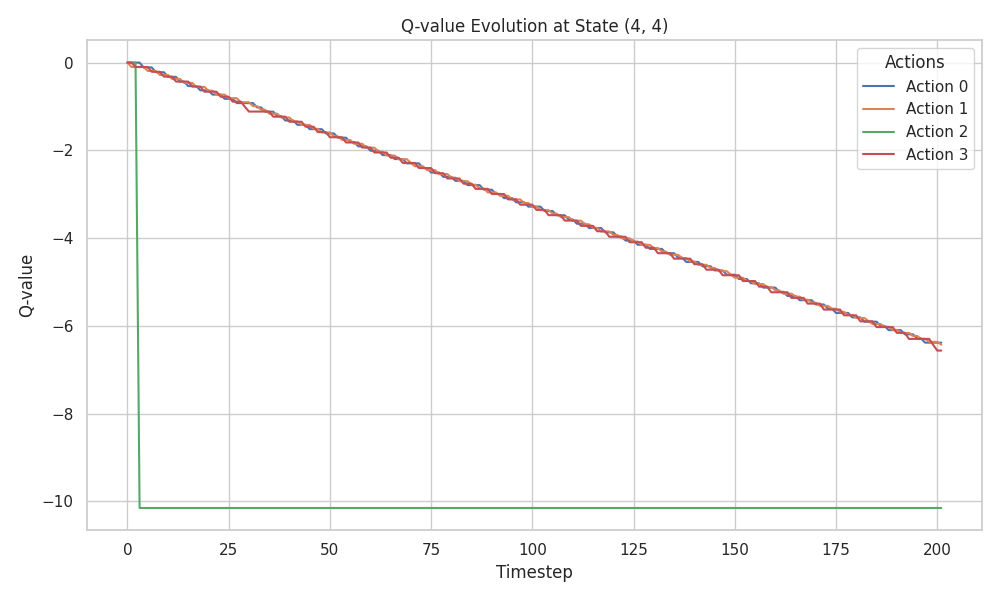 Q-value Evolution at State (4, 4)
Actions
Action 0
Action 1
Action 2
Action 3
Q-value
0
−2
−4
−6
−8
−10
0 25 50 75 100 125 150 175 200
Timestep